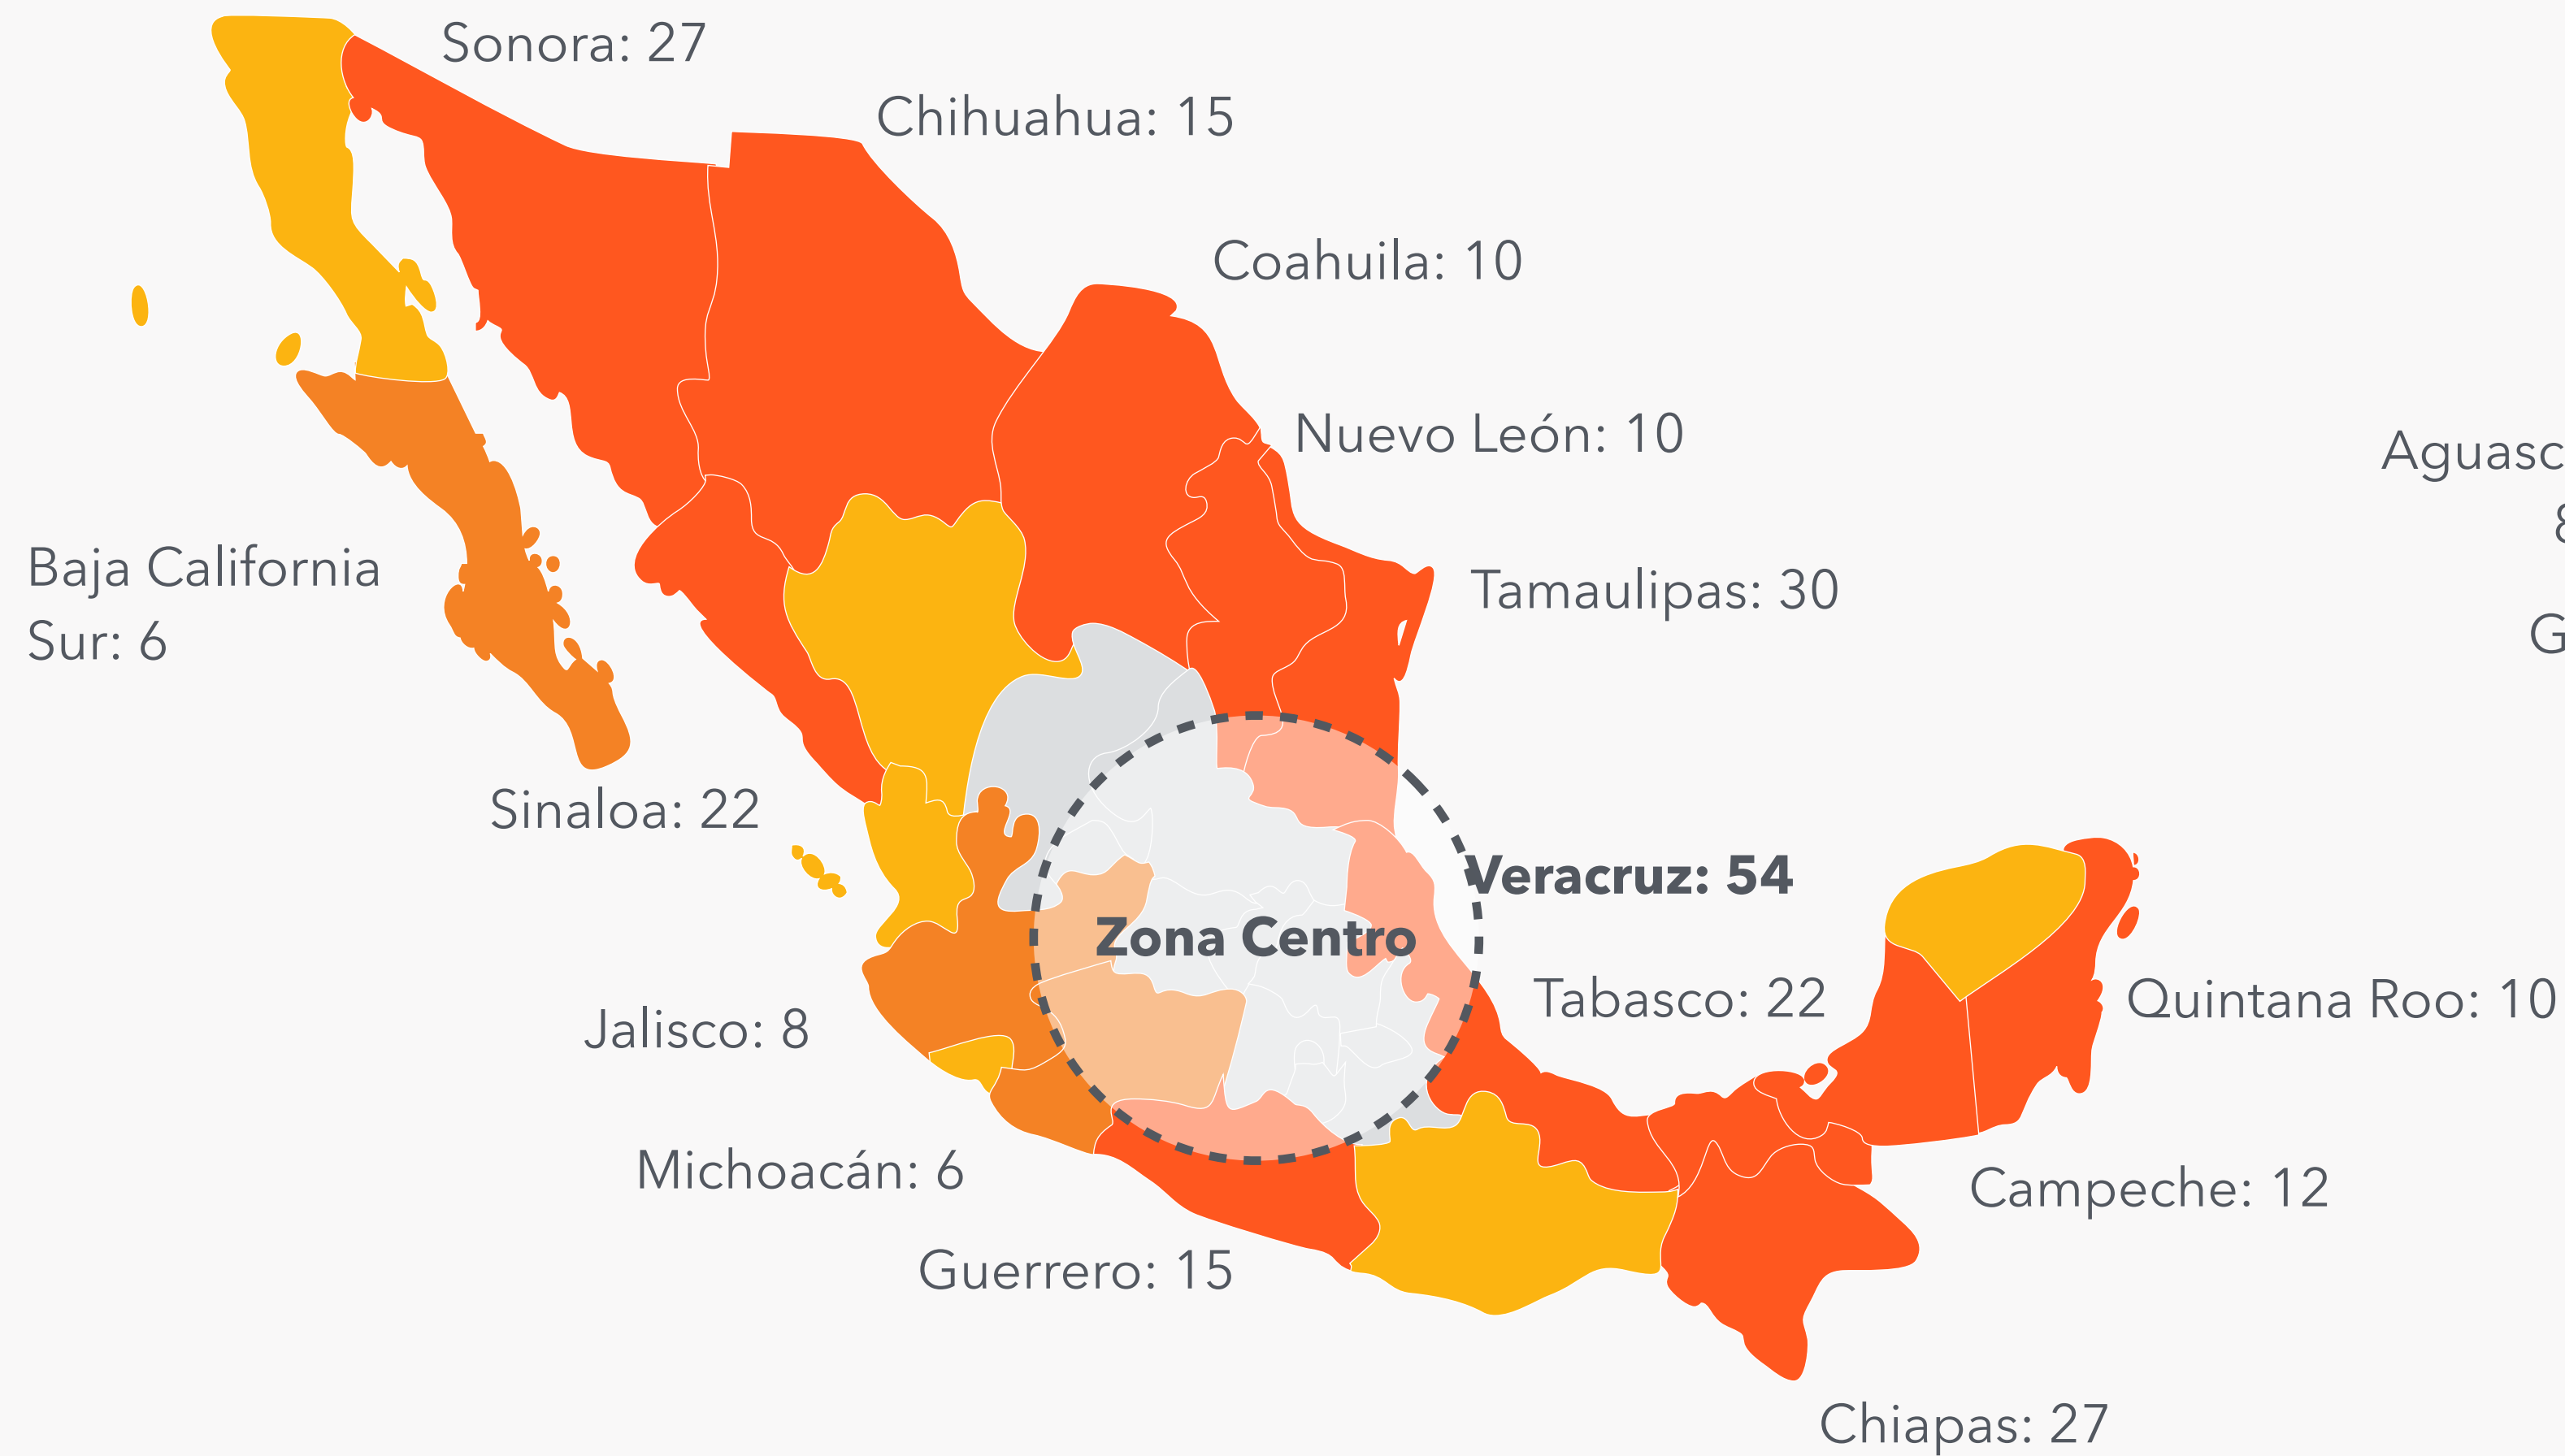 Sonora: 27
Chihuahua: 15
Coahuila: 10
Nuevo León: 10
Baja California
Sur: 6
Tamaulipas: 30
Sinaloa: 22
Veracruz: 54
Zona Centro
Tabasco: 22
Quintana Roo: 10
Jalisco: 8
Michoacán: 6
Campeche: 12
Guerrero: 15
Chiapas: 27